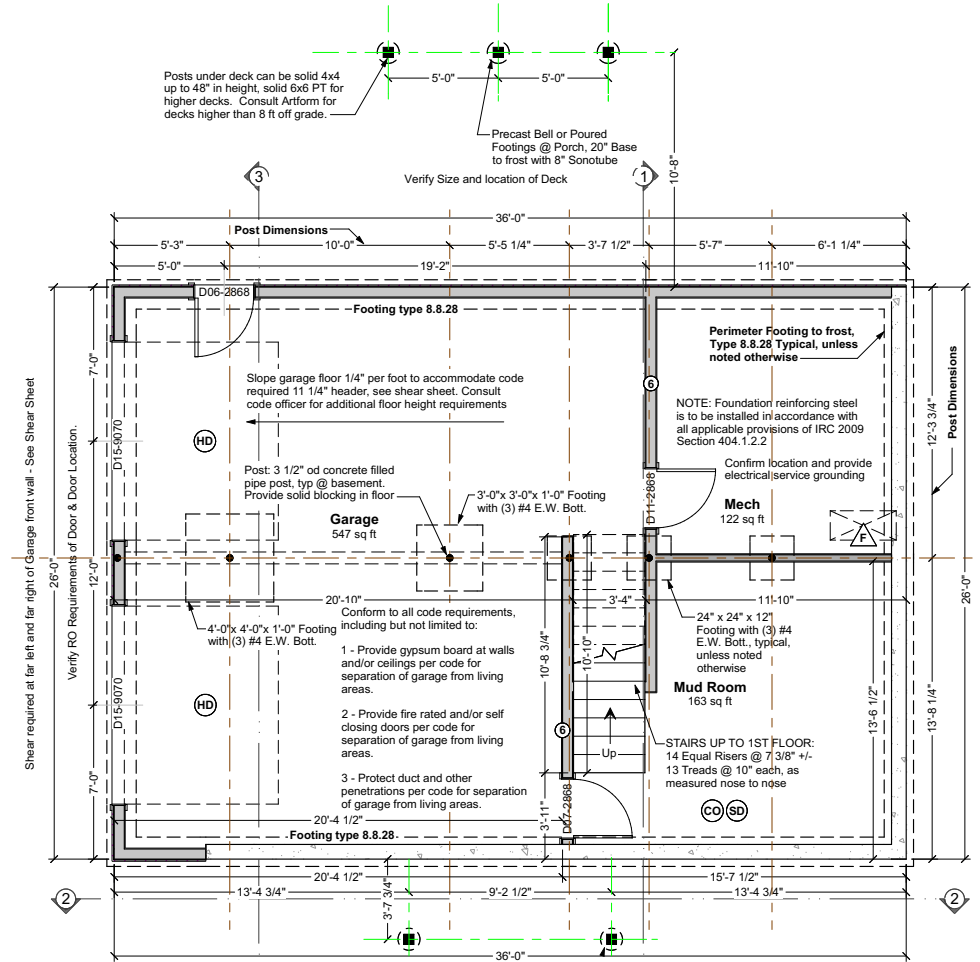 Posts under deck can be solid 4x4
up to 48" in height, solid 6x6 PT for
higher decks. Consult Artform for
decks higher than 8 ft off grade.
5'-0"
5'-0"
Precast Bell or Poured
Footings @ Porch, 20" Base
to frost with 8" Sonotube
10'-8"
3
Verify Size and location of Deck
1
36'-0"
Post Dimensions
5'-3"
10'-0"
5'-5 1/4"
3'-7 1/2"
5'-7"
6'-1 1/4"
5'-0"
19'-2"
11'-10"
D06-2868
Footing type 8.8.28
Perimeter Footing to frost,
Type 8.8.28 Typical, unless
noted otherwise
Slope garage floor 1/4" per foot to accommodate code
required 11 1/4" header, see shear sheet. Consult
code officer for additional floor height requirements
6
NOTE: Foundation reinforcing steel
is to be installed in accordance with
all applicable provisions of IRC 2009
Section 404.1.2.2
HD
Confirm location and provide
electrical service grounding
Post: 3 1/2" od concrete filled
pipe post, typ @ basement.
Provide solid blocking in floor
3'-0"x 3'-0"x 1'-0" Footing
with (3) #4 E.W. Bott.
Garage
547 sq ft
D11-2868
Mech
122 sq ft
F
Shear required at far left and far right of Garage front wall - See Shear Sheet
26'-0"
Verify RO Requirements of Door & Door Location.
7'-0"
12'-0"
7'-0"
D15-9070
D15-9070
12'-3 3/4"
Post Dimensions
26'-0"
13'-8 1/4"
13'-6 1/2"
20'-10"
3'-4"
11'-10"
4'-0"x 4'-0"x 1'-0" Footing
with (3) #4 E.W. Bott.
Conform to all code requirements,
including but not limited to:
1 - Provide gypsum board at walls
and/or ceilings per code for
separation of garage from living
areas.
2 - Provide fire rated and/or self
closing doors per code for
separation of garage from living
areas.
3 - Protect duct and other
penetrations per code for separation
of garage from living areas.
10'-8 3/4"
10'-10"
24" x 24" x 12"
Footing with (3) #4
E.W. Bott., typical,
unless noted
otherwise
Mud Room
163 sq ft
HD
6
Up
STAIRS UP TO 1ST FLOOR:
14 Equal Risers @ 7 3/8" +/-
13 Treads @ 10" each, as
measured nose to nose
CO
SD
3'-11"
D07-2868
20'-4 1/2"
Footing type 8.8.28
20'-4 1/2"
15'-7 1/2"
13'-4 3/4"
9'-2 1/2"
13'-4 3/4"
2
2
3'-7 3/4"
36'-0"